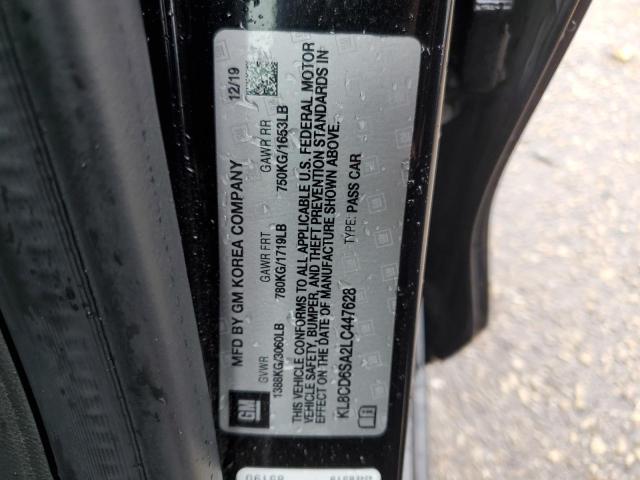 MFD BY GM KOREA COMPANY 12/19
GVWR GAWR FRT GAWR RR
1388KG/3060LB 780KG/1719LB 750KG/1653LB
THIS VEHICLE CONFORMS TO ALL APPLICABLE U.S. FEDERAL MOTOR
VEHICLE SAFETY, BUMPER, AND THEFT PREVENTION STANDARDS IN
EFFECT ON THE DATE OF MANUFACTURE SHOWN ABOVE.
KL8CD6SA2LC447628 TYPE: PASS CAR
GM